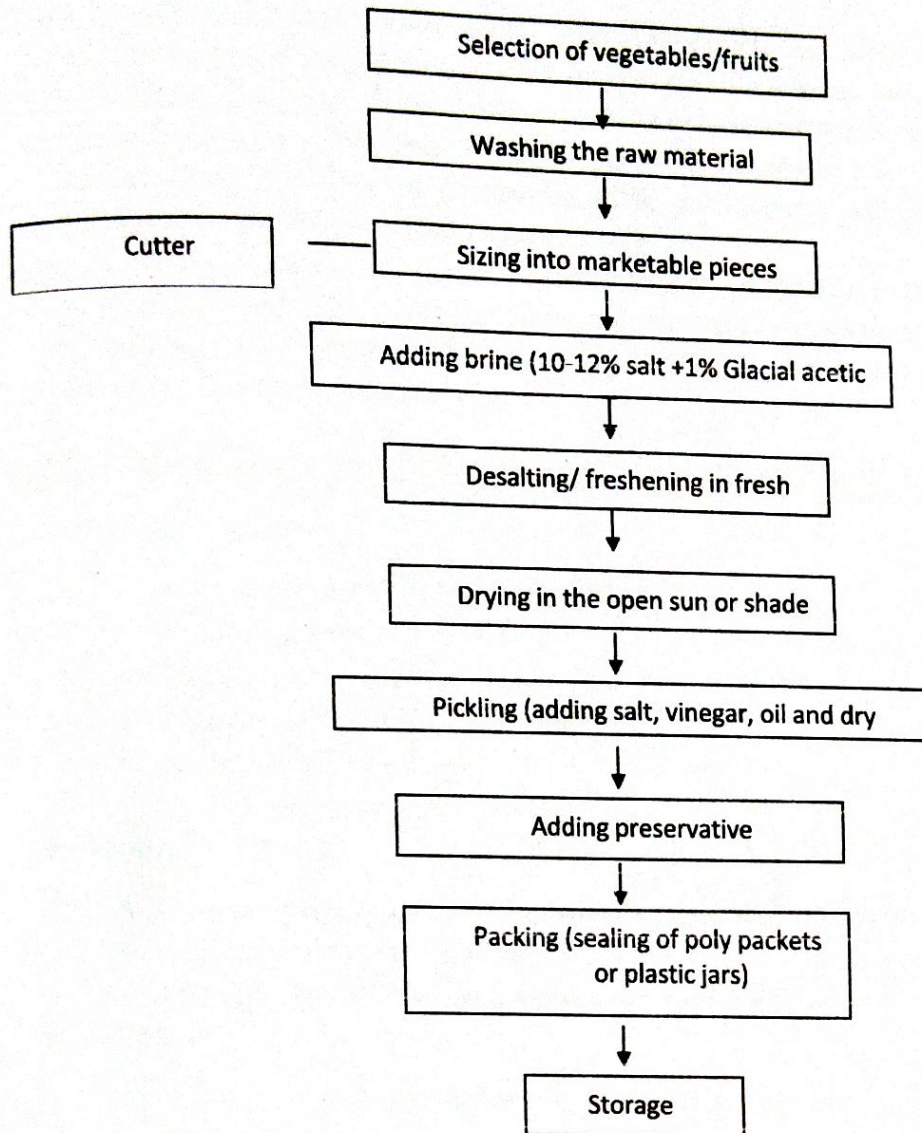 Selection of vegetables/fruits
Washing the raw material
Cutter
Sizing into marketable pieces
Adding brine (10-12% salt +1% Glacial acetic
Desalting/ freshening in fresh
Drying in the open sun or shade
Pickling (adding salt, vinegar, oil and dry
Adding preservative
Packing (sealing of poly packets
or plastic jars)
Storage